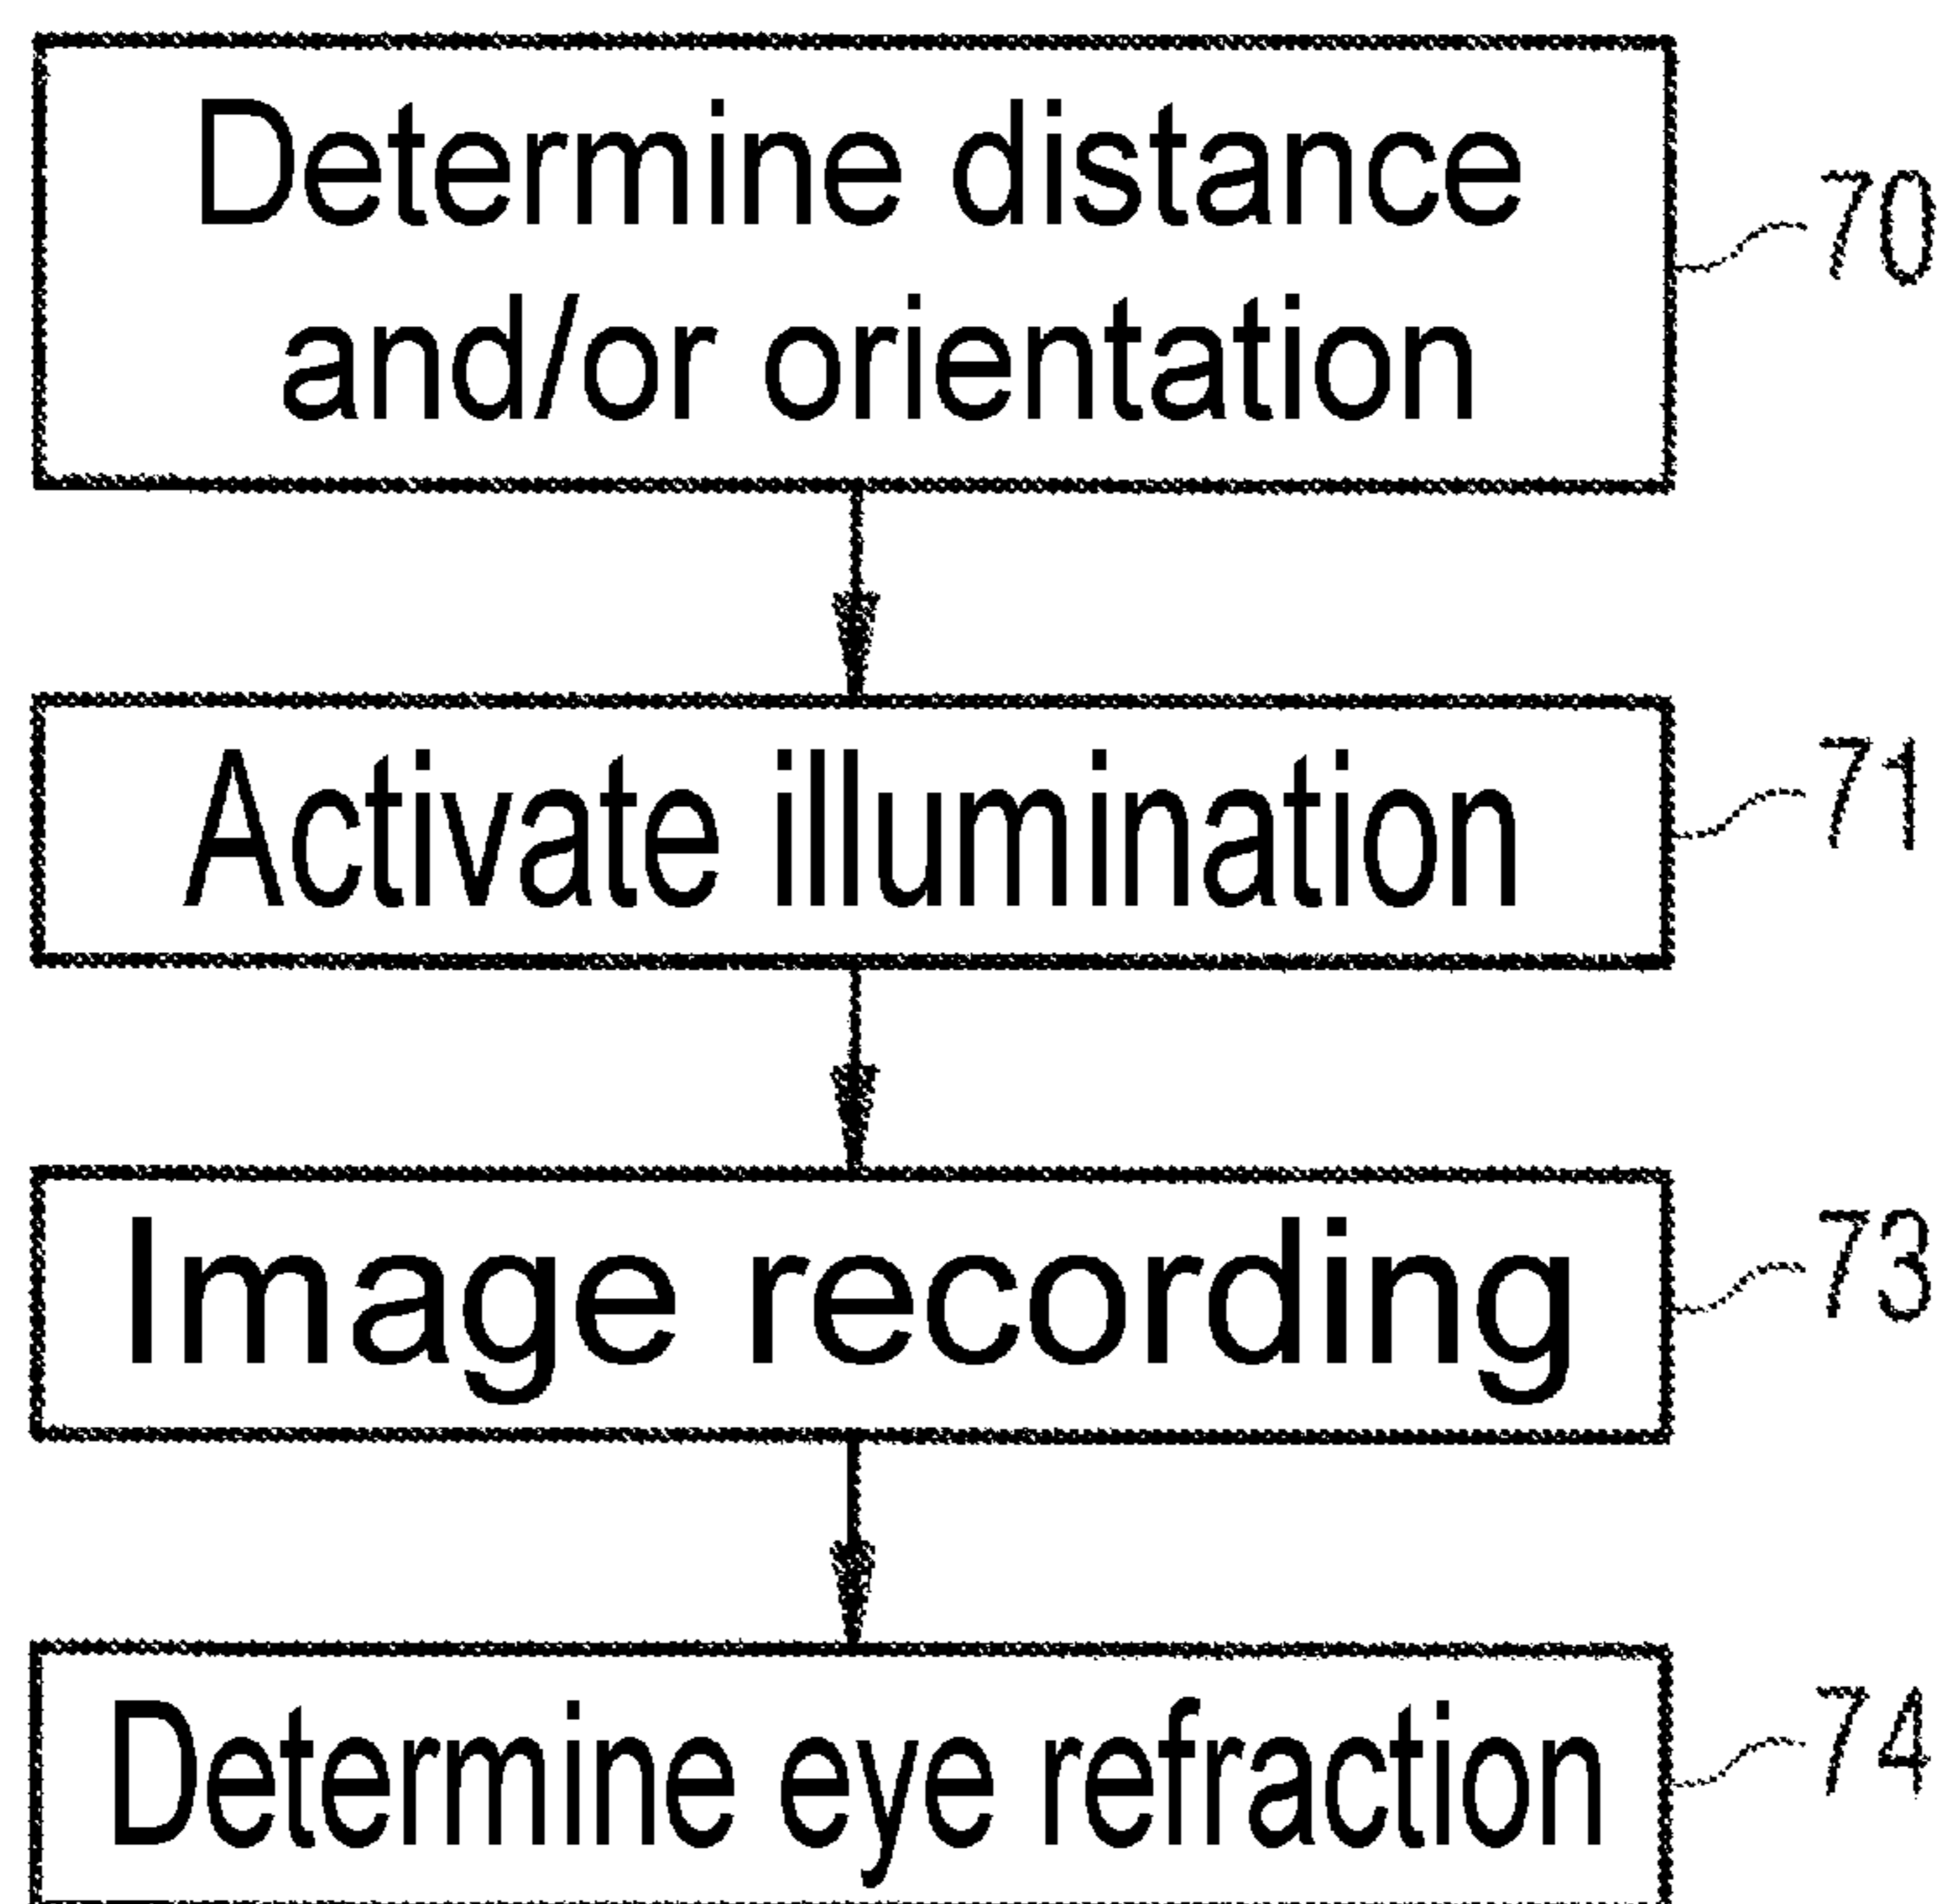 Determine distance
and/or orientation
70
Activate illumination
71
Image recording
73
Determine eye refraction
74